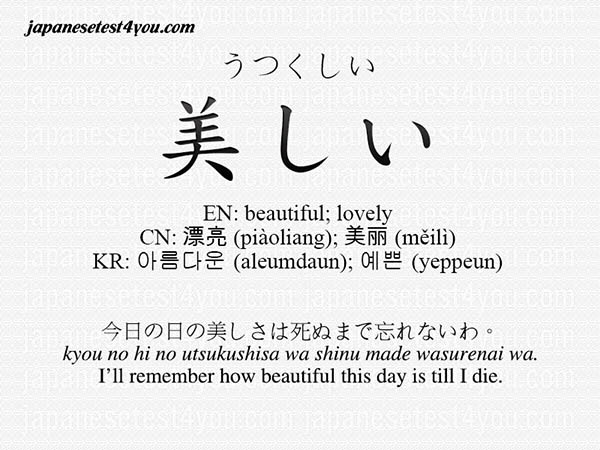 japanesetest4you.com
うつくしい
美しい
EN: beautiful; lovely
CN: 漂亮 (piàoliang); 美丽 (měilì)
KR: 아름다운 (aleumdaun); 예쁜 (yeppeun)
今日の日の美しさは死ぬまで忘れないわ。
kyou no hi no utsukushisa wa shinu made wasurenai wa.
I'll remember how beautiful this day is till I die.